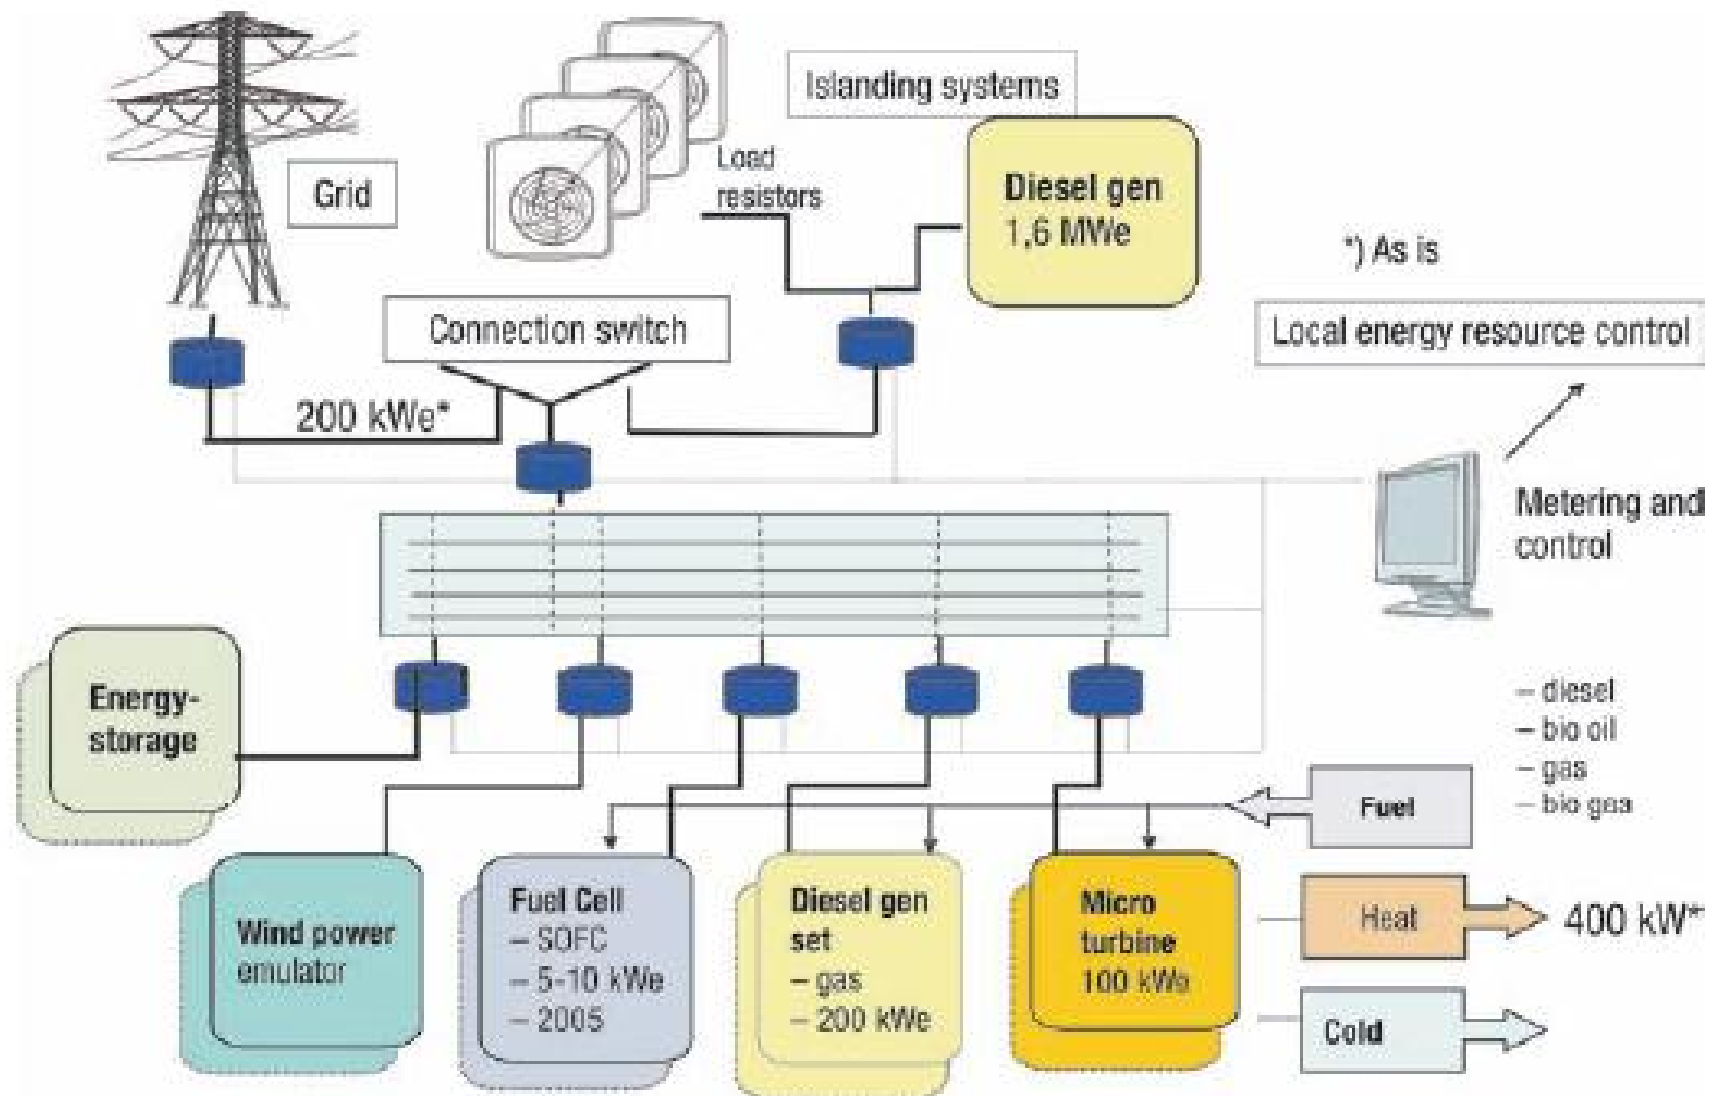 Islanding systems
Load
resistors
Grid
Diesel gen
1,6 MWe
*) As is
Connection switch
Local energy resource control
200 kWe*
Metering and
control
Energy-
storage
– diesel
– bio oil
– gas
– bio gea
Fuel
Wind power
emulator
Fuel Cell
– SOFC
– 5-10 kWe
– 2005
Diesel gen
set
– gas
– 200 kWe
Micro
turbine
100 kWe
Heat
400 kW*
Cold